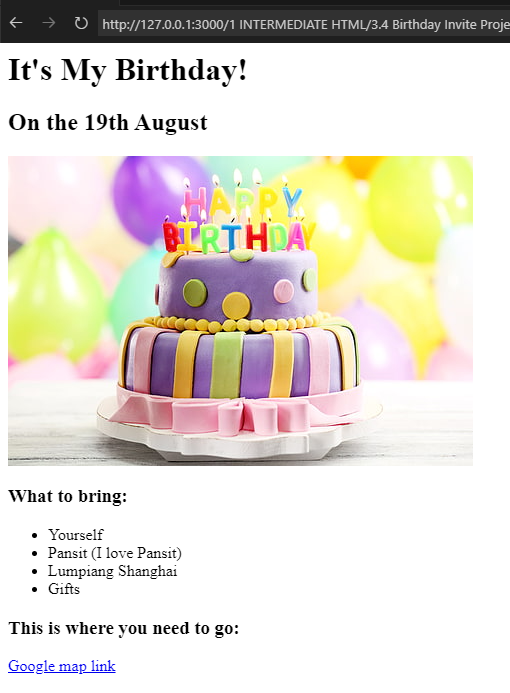 http://127.0.0.1:3000/1 INTERMEDIATE HTML/3.4 Birthday Invite Proje
It's My Birthday!
On the 19th August
HAPPY
BIRTHDAY
What to bring:
Yourself
Pansit (I love Pansit)
Lumpiang Shanghai
Gifts
This is where you need to go:
Google map link